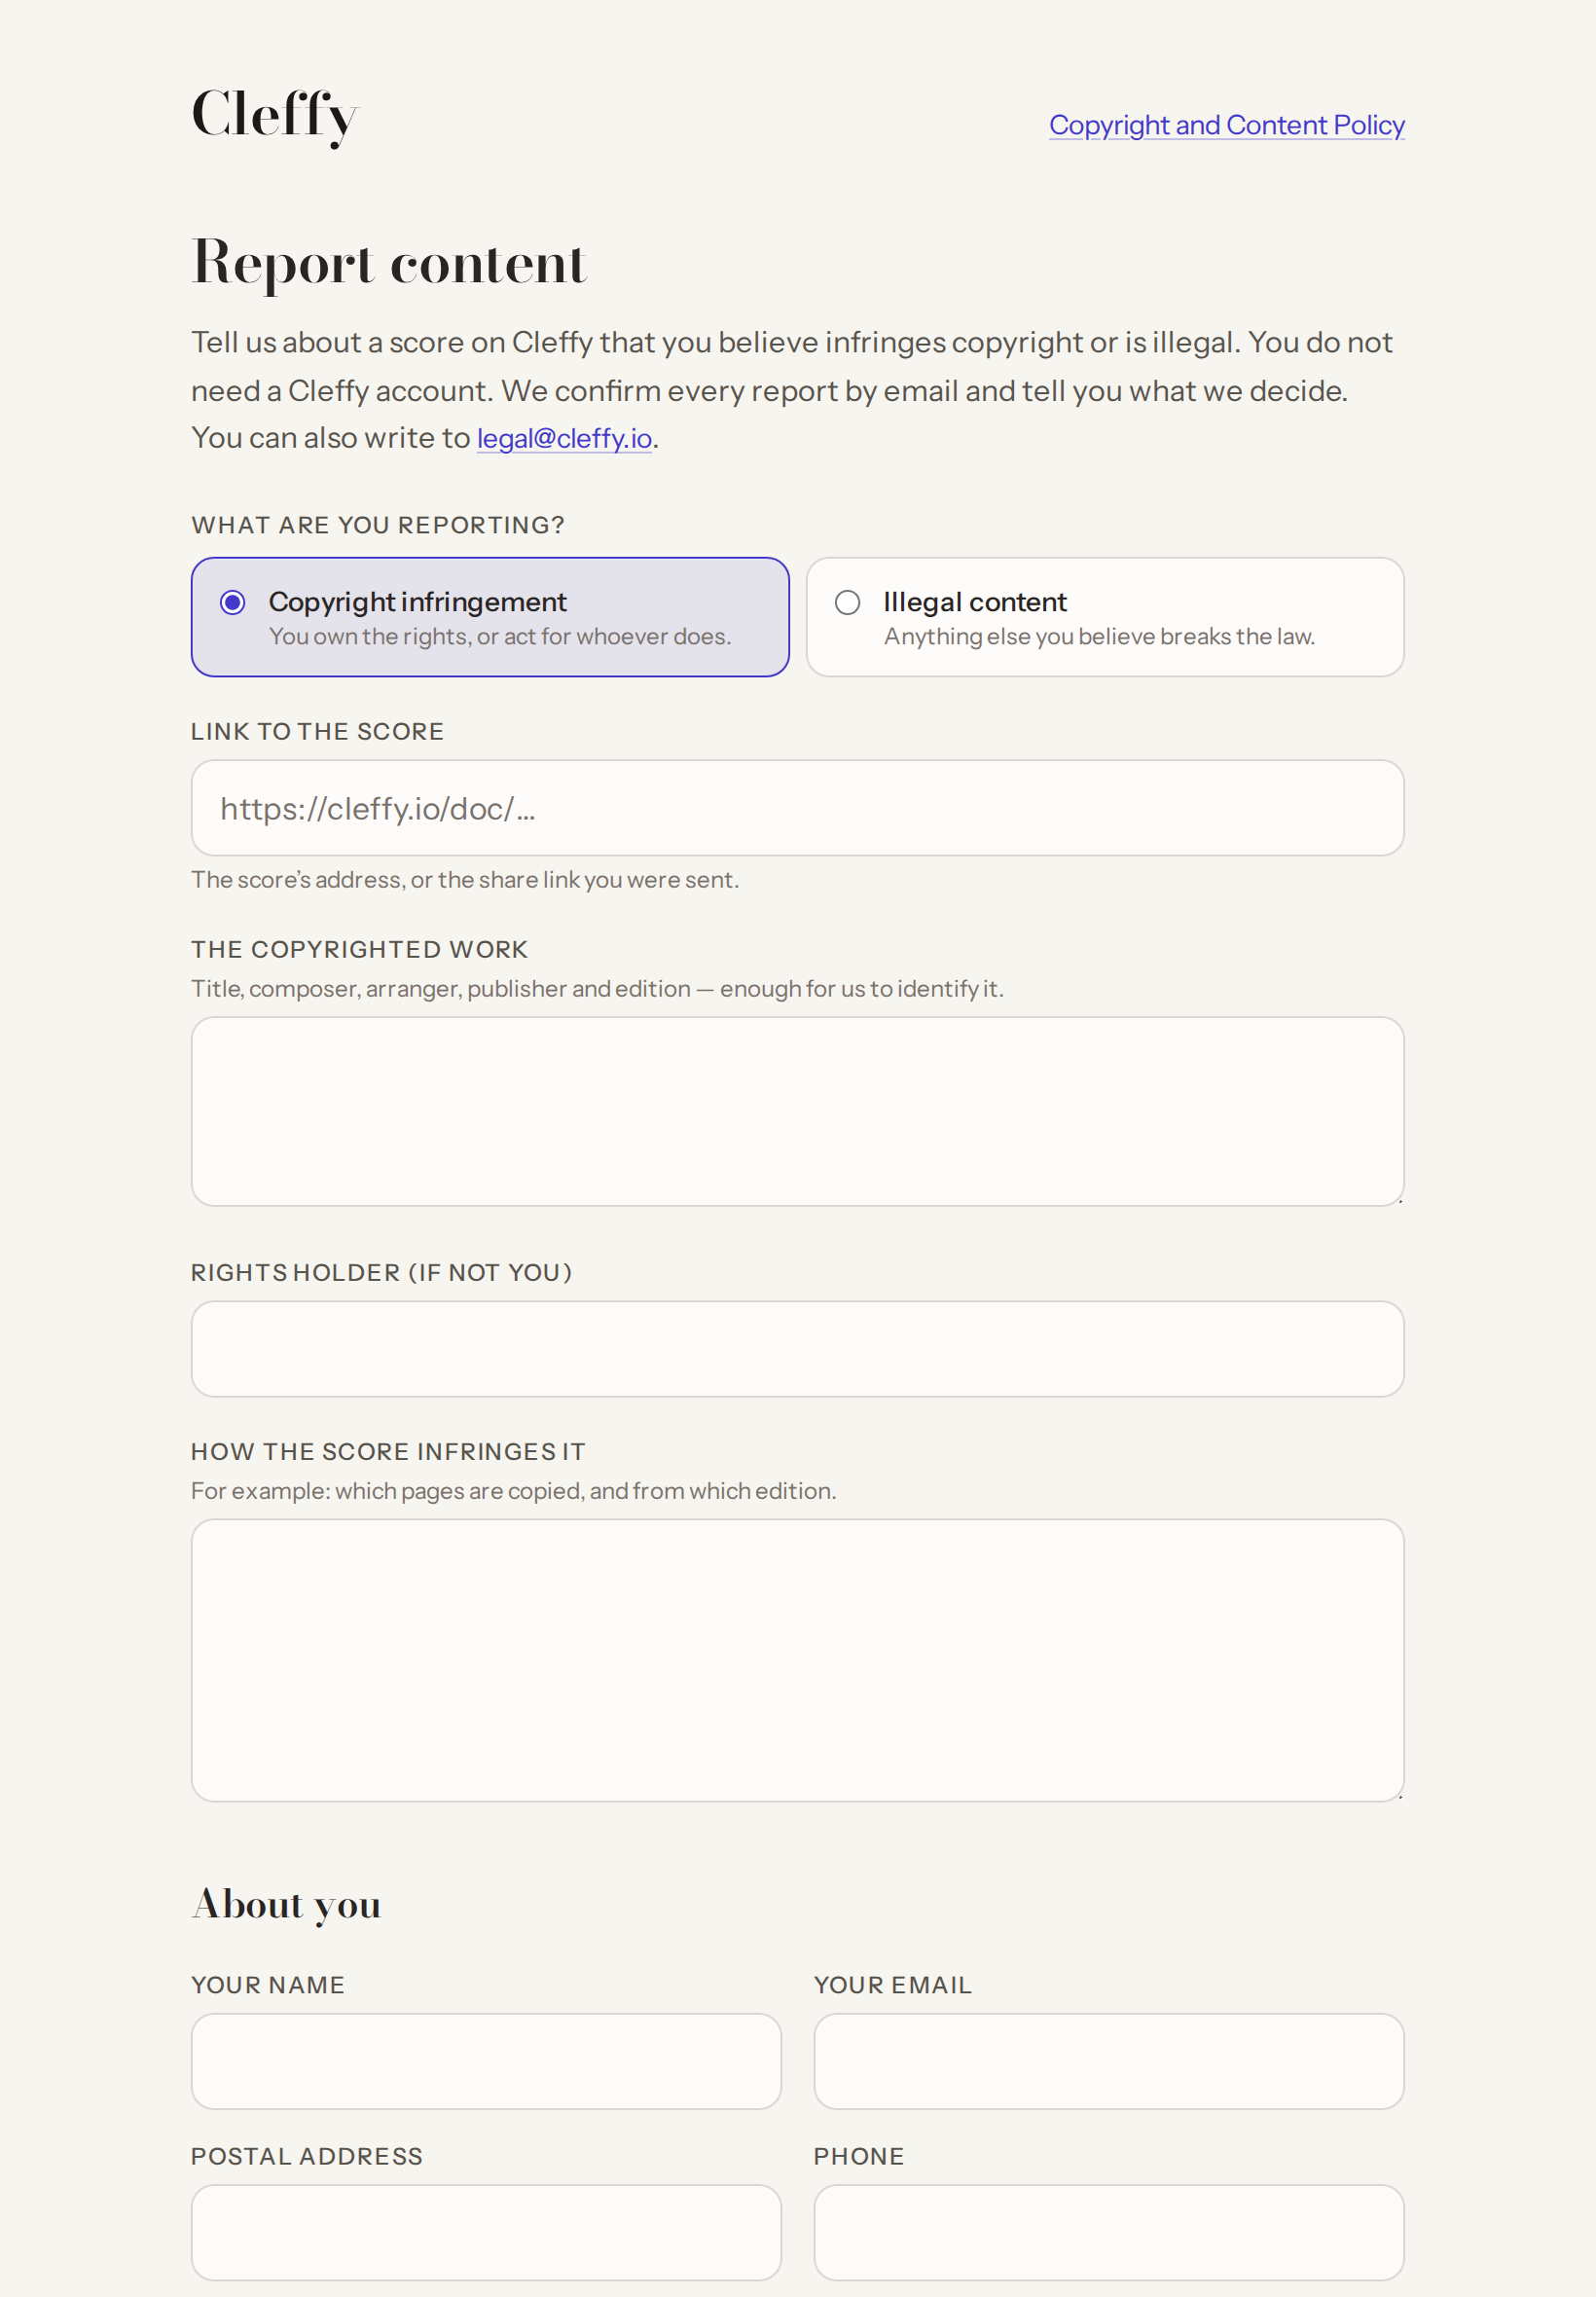 Cleffy
Copyright and Content Policy
Report content
Tell us about a score on Cleffy that you believe infringes copyright or is illegal. You do not
need a Cleffy account. We confirm every report by email and tell you what we decide.
You can also write to legal@cleffy.io.
WHAT ARE YOU REPORTING?
Copyright infringement
You own the rights, or act for whoever does.
Illegal content
Anything else you believe breaks the law.
LINK TO THE SCORE
https://cleffy.io/doc/…
The score’s address, or the share link you were sent.
THE COPYRIGHTED WORK
Title, composer, arranger, publisher and edition — enough for us to identify it.
RIGHTS HOLDER (IF NOT YOU)
HOW THE SCORE INFRINGES IT
For example: which pages are copied, and from which edition.
About you
YOUR NAME
YOUR EMAIL
POSTAL ADDRESS
PHONE